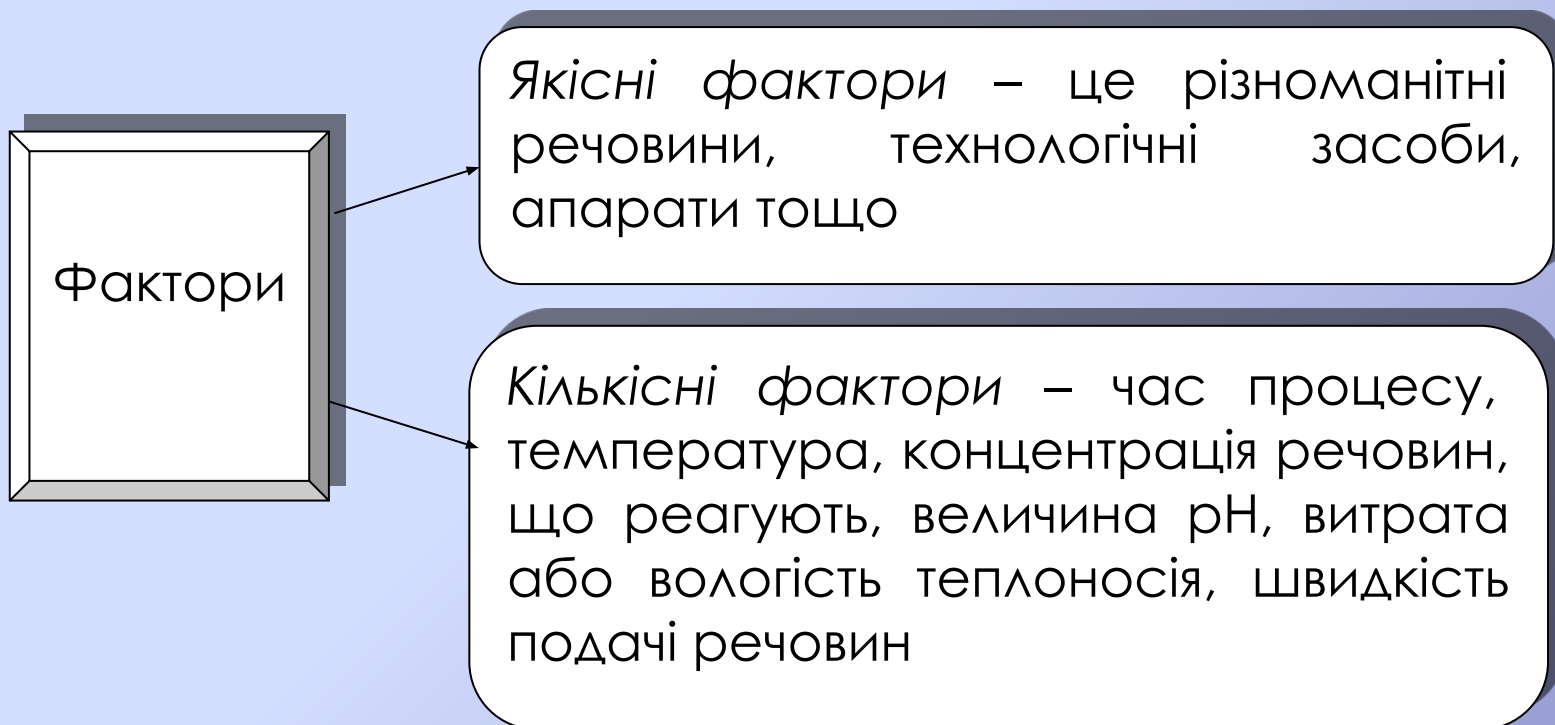 Фактори
Якісні фактори – це різноманітні
речовини, технологічні засоби,
апарати тощо
Кількісні фактори – час процесу,
температура, концентрація речовин,
що реагують, величина рН, витрата
або вологість теплоносія, швидкість
подачі речовин